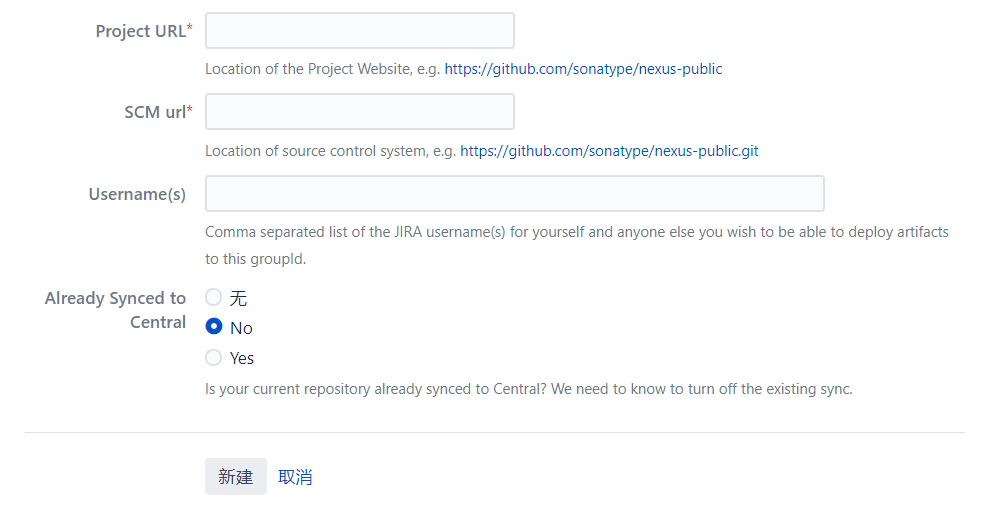 Project URL*
Location of the Project Website, e.g. https://github.com/sonatype/nexus-public
SCM url*
Location of source control system, e.g. https://github.com/sonatype/nexus-public.git
Username(s)
Comma separated list of the JIRA username(s) for yourself and anyone else you wish to be able to deploy artifacts
to this groupId.
Already Synced to
Central
无
No
Yes
Is your current repository already synced to Central? We need to know to turn off the existing sync.
新建 取消